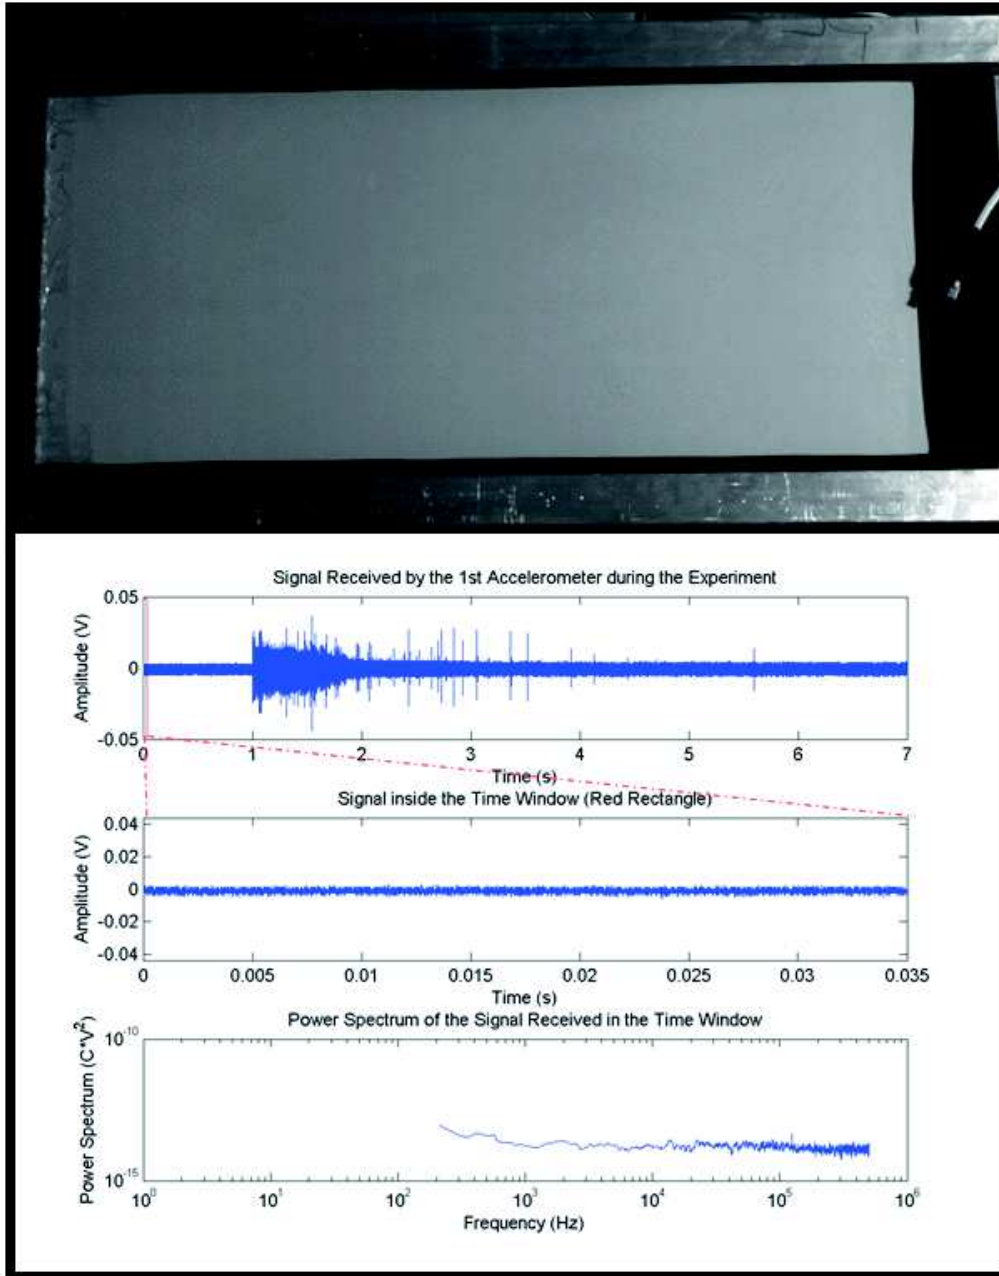 Signal Received by the 1st Accelerometer during the Experiment
0.05
0
-0.05
Amplitude (V)
0 1 2 3 4 5 6 7
Time (s)
Signal inside the Time Window (Red Rectangle)
0.04
0.02
0
-0.02
-0.04
Amplitude (V)
0 0.005 0.01 0.015 0.02 0.025 0.03 0.035
Time (s)
Power Spectrum of the Signal Received in the Time Window
10^-10
10^-15
Power Spectrum (C*V^2)
10^0 10^1 10^2 10^3 10^4 10^5 10^6
Frequency (Hz)